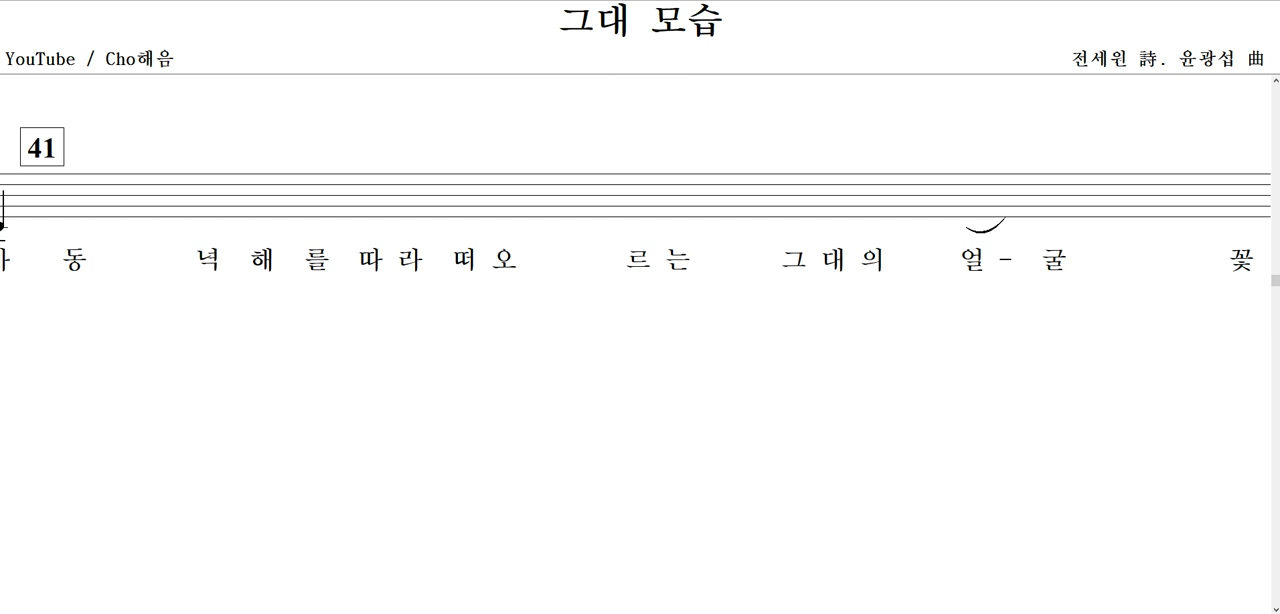 그대 모습
YouTube / Cho해음
전세원 詩. 윤광섭 曲
41
동 녘 해 를 따 라 떠 오 르 는 그 대 의 얼 - 굴 꽃